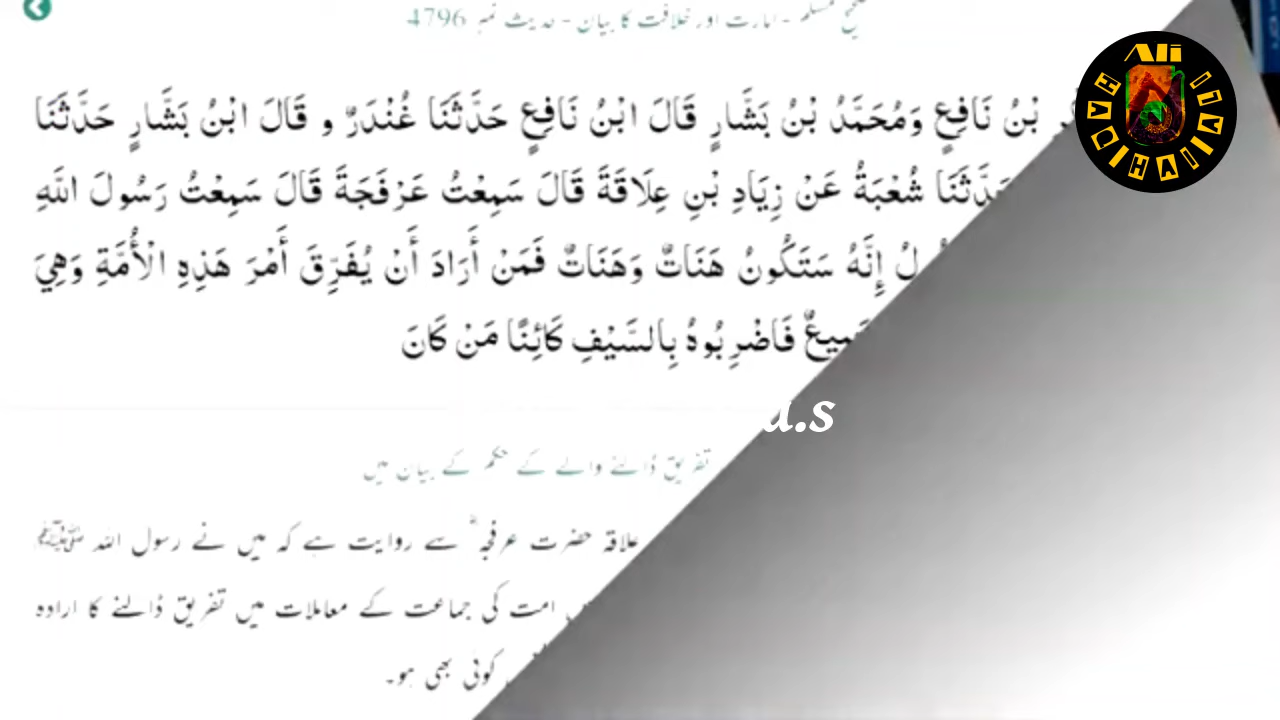 صحیح مسلم - امارت اور خلافت کا بیان - حدیث نمبر 4796
بْنُ نَافِعٍ وَمُحَمَّدُ بْنُ بَشَّارٍ قَالَ ابْنُ نَافِعٍ حَدَّثَنَا غُنْدَرٌ و قَالَ ابْنُ بَشَّارٍ حَدَّثَنَا
حَدَّثَنَا شُعْبَةُ عَنْ زِيَادِ بْنِ عِلَاقَةَ قَالَ سَمِعْتُ عَرْفَجَةَ قَالَ سَمِعْتُ رَسُولَ اللَّهِ
إِنَّهُ سَتَكُونُ هَنَاتٌ وَهَنَاتٌ فَمَنْ أَرَادَ أَنْ يُفَرِّقَ أَمْرَ هَذِهِ الْأُمَّةِ وَهِيَ
فَاضْرِبُوهُ بِالسَّيْفِ كَائِنًا مَنْ كَانَ
a.s
تفریق ڈالنے والے کے حکم کے بیان میں
علاقہ حضرت عرفجہ ؓ سے روایت ہے کہ میں نے رسول اللہ ﷺ
امت کی جماعت کے معاملات میں تفریق ڈالنے کا ارادہ
کوئی بھی ہو۔
Ali